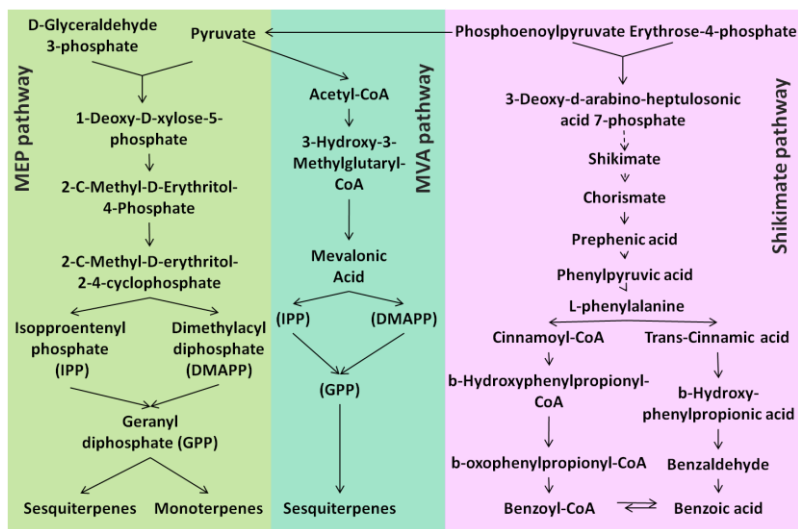 MEP pathway
D-Glyceraldehyde
3-phosphate
Pyruvate
1-Deoxy-D-xylose-5-
phosphate
2-C-Methyl-D-Erythritol-
4-Phosphate
2-C-Methyl-D-erythritol-
2-4-cyclophosphate
Isopproentenyl
phosphate
(IPP)
Dimethylacyl
diphosphate
(DMAPP)
Geranyl
diphosphate (GPP)
Sesquiterpenes
Monoterpenes
MVA pathway
Acetyl-CoA
3-Hydroxy-3-
Methylglutaryl-
CoA
Mevalonic
Acid
(IPP)
(DMAPP)
(GPP)
Sesquiterpenes
Shikimate pathway
Phosphoenoylpyruvate Erythrose-4-phosphate
3-Deoxy-d-arabino-heptulosonic
acid 7-phosphate
Shikimate
Chorismate
Prephenic acid
Phenylpyruvic acid
L-phenylalanine
Cinnamoyl-CoA
b-Hydroxyphenylpropionyl-
CoA
b-oxophenylpropionyl-CoA
Benzoyl-CoA
Trans-Cinnamic acid
b-Hydroxy-
phenylpropionic acid
Benzaldehyde
Benzoic acid